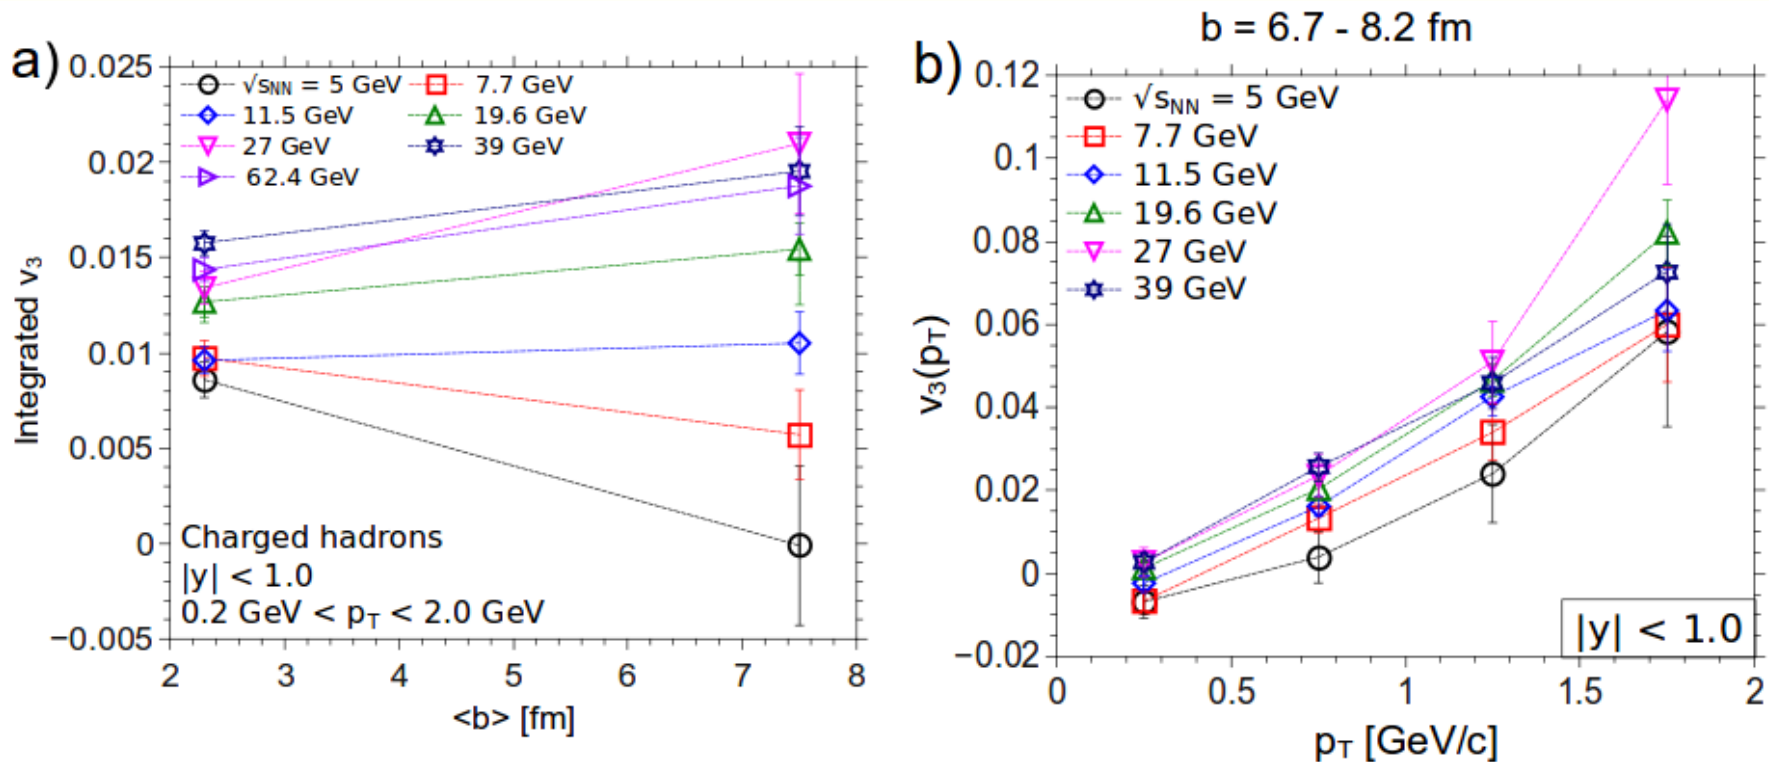 a)
0.025
0.02
0.015
0.01
0.005
0
−0.005
Integrated v₃
√sNN = 5 GeV
7.7 GeV
11.5 GeV
19.6 GeV
27 GeV
39 GeV
62.4 GeV
Charged hadrons
|y| < 1.0
0.2 GeV < pT < 2.0 GeV
2 3 4 5 6 7 8
<b> [fm]
b = 6.7 - 8.2 fm
b)
0.12
0.1
0.08
0.06
0.04
0.02
0
−0.02
v₃(pT)
√sNN = 5 GeV
7.7 GeV
11.5 GeV
19.6 GeV
27 GeV
39 GeV
|y| < 1.0
0 0.5 1 1.5 2
pT [GeV/c]